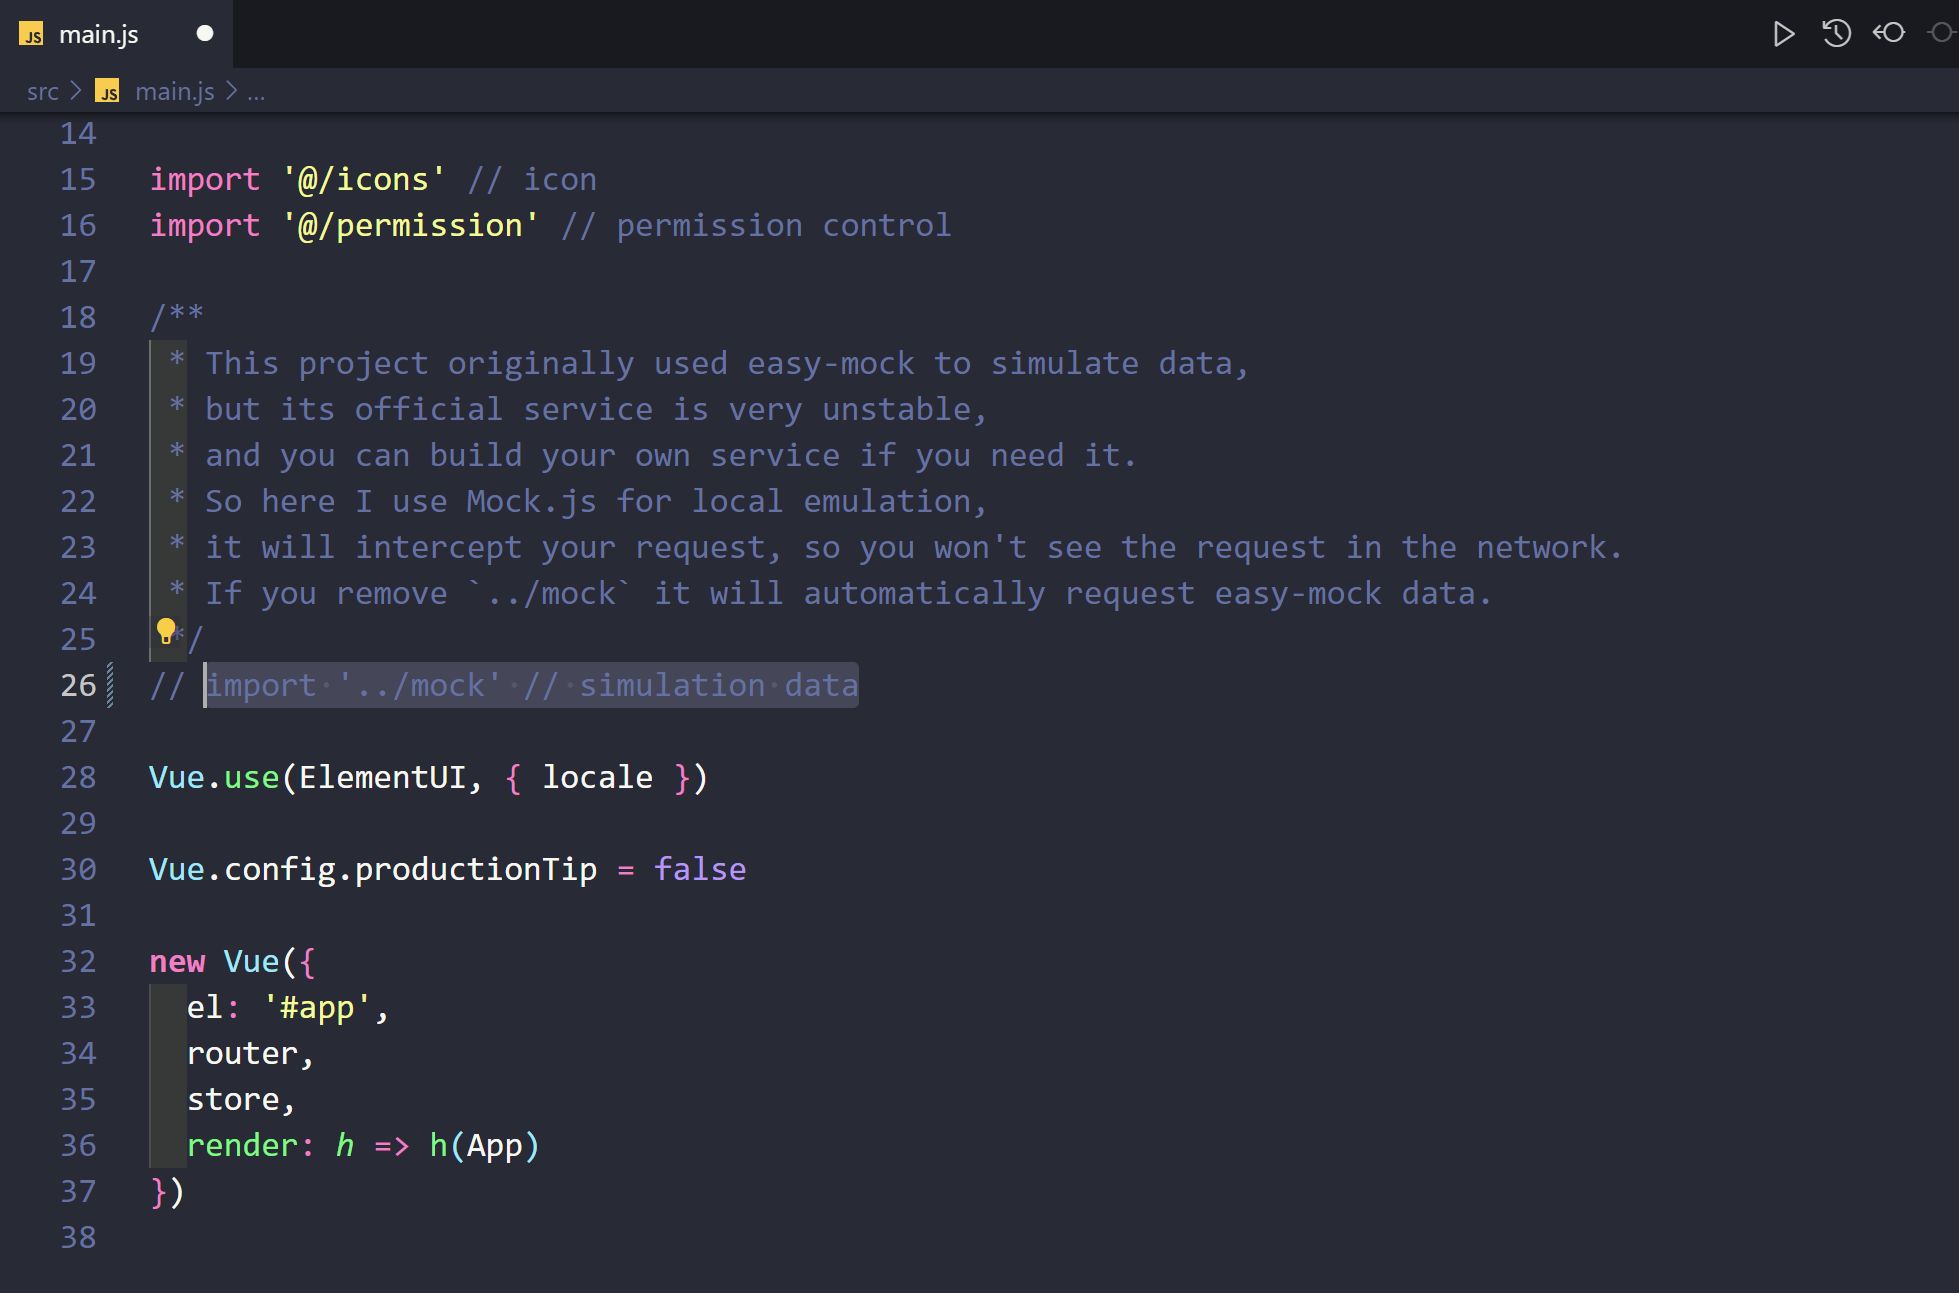 JS main.js
src > JS main.js > ...
14
15 import '@/icons' // icon
16 import '@/permission' // permission control
17
18 /**
19  * This project originally used easy-mock to simulate data,
20  * but its official service is very unstable,
21  * and you can build your own service if you need it.
22  * So here I use Mock.js for local emulation,
23  * it will intercept your request, so you won't see the request in the network.
24  * If you remove `../mock` it will automatically request easy-mock data.
25  */
26 // import '../mock' // simulation data
27
28 Vue.use(ElementUI, { locale })
29
30 Vue.config.productionTip = false
31
32 new Vue({
33   el: '#app',
34   router,
35   store,
36   render: h => h(App)
37 })
38